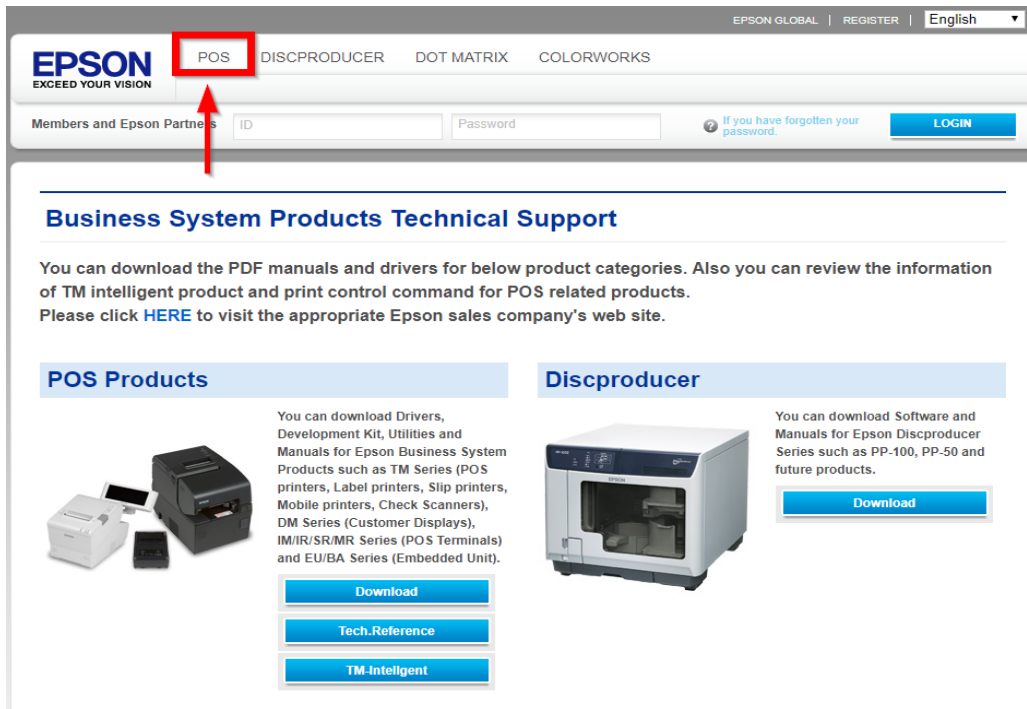 EPSON GLOBAL | REGISTER | English
EPSON
EXCEED YOUR VISION
POS DISCPRODUCER DOT MATRIX COLORWORKS
Members and Epson Partners ID Password If you have forgotten your password. LOGIN
Business System Products Technical Support
You can download the PDF manuals and drivers for below product categories. Also you can review the information
of TM intelligent product and print control command for POS related products.
Please click HERE to visit the appropriate Epson sales company's web site.
POS Products
You can download Drivers,
Development Kit, Utilities and
Manuals for Epson Business System
Products such as TM Series (POS
printers, Label printers, Slip printers,
Mobile printers, Check Scanners),
DM Series (Customer Displays),
IM/IR/SR/MR Series (POS Terminals)
and EU/BA Series (Embedded Unit).
Download
Tech.Reference
TM-Inteligent
Discproducer
EPSON
You can download Software and
Manuals for Epson Discproducer
Series such as PP-100, PP-50 and
future products.
Download